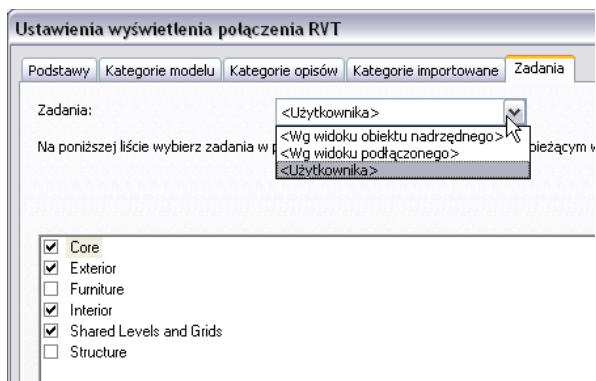 Ustawienia wyświetlenia połączenia RVT
Podstawy Kategorie modelu Kategorie opisów Kategorie importowane Zadania
Zadania: <Użytkownika>
<Wg widoku obiektu nadrzędnego>
Na poniższej liście wybierz zadania w <Wg widoku podłączonego> bieżącym
<Użytkownika>
Core
Exterior
Furniture
Interior
Shared Levels and Grids
Structure